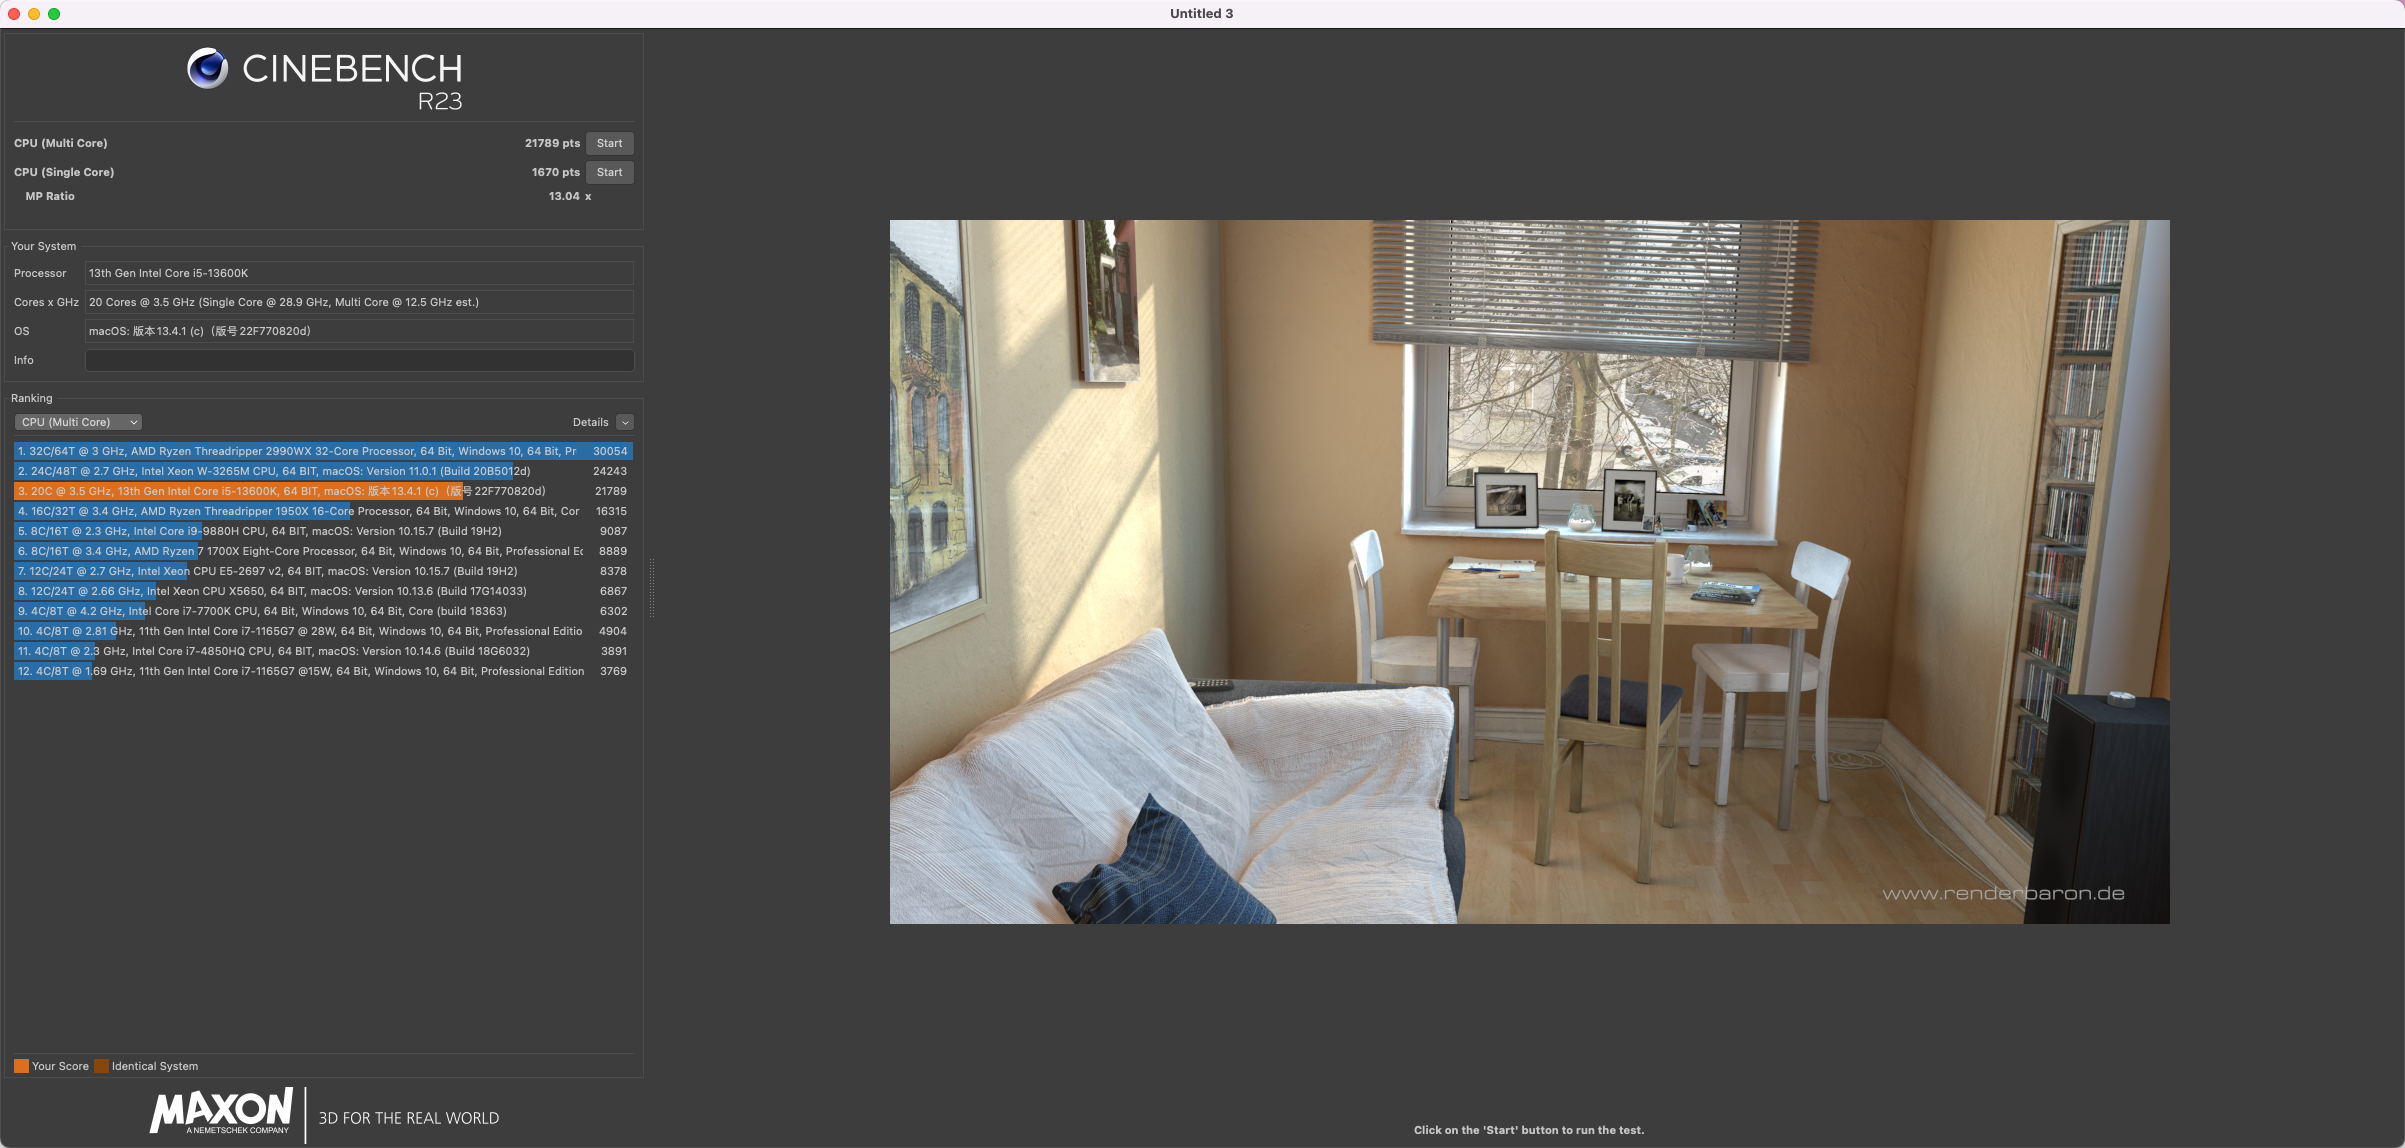 Untitled 3
CINEBENCH
R23
CPU (Multi Core) 21789 pts Start
CPU (Single Core) 1670 pts Start
MP Ratio 13.04 x
Your System
Processor 13th Gen Intel Core i5-13600K
Cores x GHz 20 Cores @ 3.5 GHz (Single Core @ 28.9 GHz, Multi Core @ 12.5 GHz est.)
OS macOS: 版本13.4.1 (c)（版号22F770820d）
Info
Ranking
CPU (Multi Core) Details
1. 32C/64T @ 3 GHz, AMD Ryzen Threadripper 2990WX 32-Core Processor, 64 Bit, Windows 10, 64 Bit, Pr 30054
2. 24C/48T @ 2.7 GHz, Intel Xeon W-3265M CPU, 64 BIT, macOS: Version 11.0.1 (Build 20B5012d) 24243
3. 20C @ 3.5 GHz, 13th Gen Intel Core i5-13600K, 64 BIT, macOS: 版本13.4.1 (c)（版号22F770820d） 21789
4. 16C/32T @ 3.4 GHz, AMD Ryzen Threadripper 1950X 16-Core Processor, 64 Bit, Windows 10, 64 Bit, Cor 16315
5. 8C/16T @ 2.3 GHz, Intel Core i9-9880H CPU, 64 BIT, macOS: Version 10.15.7 (Build 19H2) 9087
6. 8C/16T @ 3.4 GHz, AMD Ryzen 7 1700X Eight-Core Processor, 64 Bit, Windows 10, 64 Bit, Professional Ec 8889
7. 12C/24T @ 2.7 GHz, Intel Xeon CPU E5-2697 v2, 64 BIT, macOS: Version 10.15.7 (Build 19H2) 8378
8. 12C/24T @ 2.66 GHz, Intel Xeon CPU X5650, 64 BIT, macOS: Version 10.13.6 (Build 17G14033) 6867
9. 4C/8T @ 4.2 GHz, Intel Core i7-7700K CPU, 64 Bit, Windows 10, 64 Bit, Core (build 18363) 6302
10. 4C/8T @ 2.81 GHz, 11th Gen Intel Core i7-1165G7 @ 28W, 64 Bit, Windows 10, 64 Bit, Professional Editio 4904
11. 4C/8T @ 2.3 GHz, Intel Core i7-4850HQ CPU, 64 BIT, macOS: Version 10.14.6 (Build 18G6032) 3891
12. 4C/8T @ 1.69 GHz, 11th Gen Intel Core i7-1165G7 @15W, 64 Bit, Windows 10, 64 Bit, Professional Edition 3769
Your Score Identical System
MAXON
A NEMETSCHEK COMPANY
3D FOR THE REAL WORLD
www.renderbaron.de
Click on the 'Start' button to run the test.